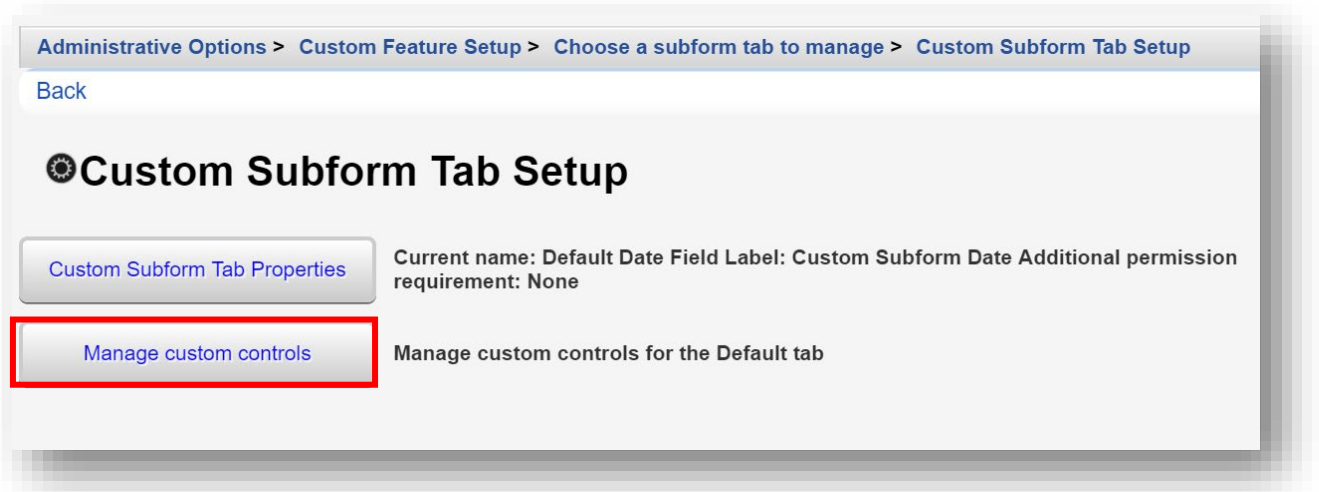 Administrative Options > Custom Feature Setup > Choose a subform tab to manage > Custom Subform Tab Setup
Back
Custom Subform Tab Setup
Custom Subform Tab Properties
Current name: Default Date Field Label: Custom Subform Date Additional permission
requirement: None
Manage custom controls
Manage custom controls for the Default tab